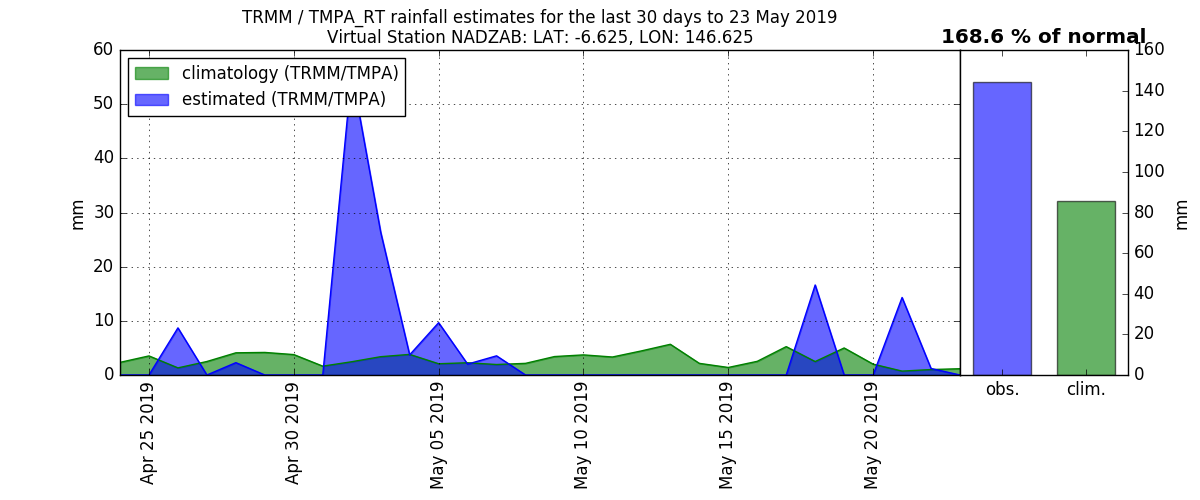 TRMM / TMPA_RT rainfall estimates for the last 30 days to 23 May 2019
Virtual Station NADZAB: LAT: -6.625, LON: 146.625
168.6 % of normal
climatology (TRMM/TMPA)
estimated (TRMM/TMPA)
60
50
40
30
20
10
0
mm
Apr 25 2019
Apr 30 2019
May 05 2019
May 10 2019
May 15 2019
May 20 2019
obs.
clim.
160
140
120
100
80
60
40
20
0
mm